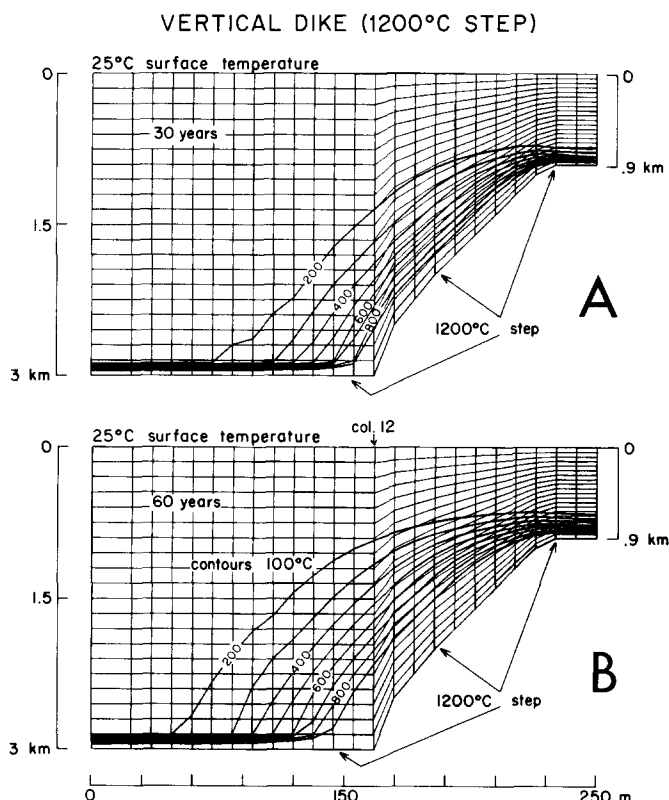 VERTICAL DIKE (1200°C STEP)
25°C surface temperature
0
0
30 years
.9 km
1.5
200
400
600
800
A
1200°C step
3 km
25°C surface temperature
col. 12
0
0
60 years
.9 km
contours 100°C
1.5
200
400
600
800
B
1200°C step
3 km
0
150
250 m